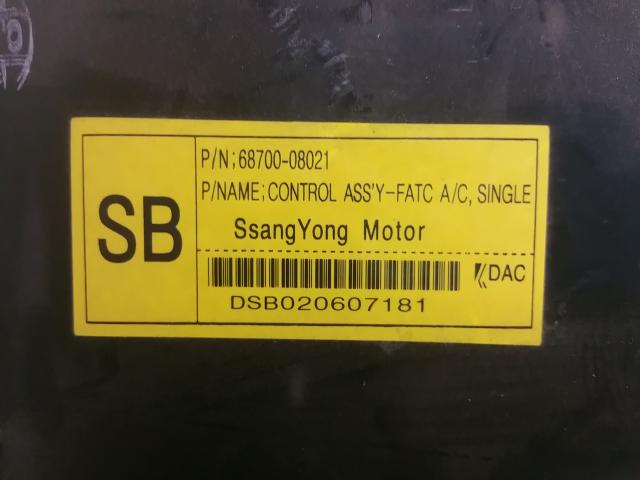 SB
P/N;68700-08021
P/NAME;CONTROL ASS'Y-FATC A/C, SINGLE
SsangYong Motor
DAC
DSB020607181